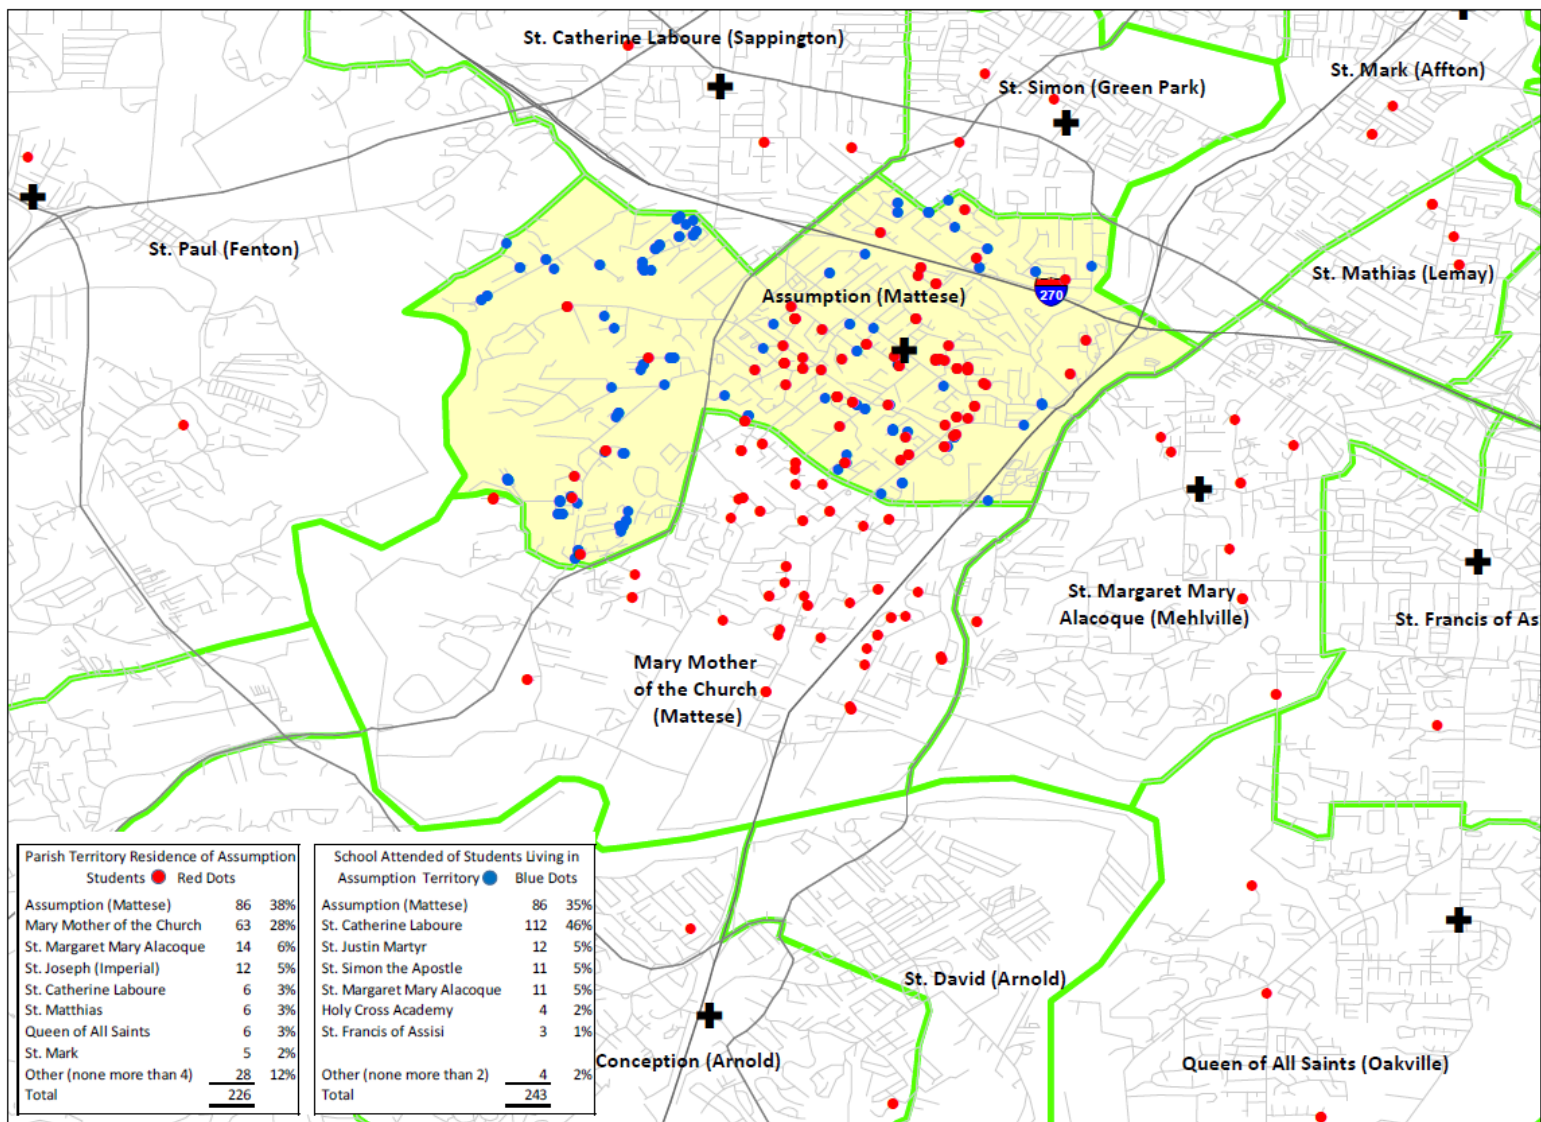 St. Catherine Laboure (Sappington)
St. Simon (Green Park)
St. Mark (Affton)
St. Paul (Fenton)
St. Mathias (Lemay)
Assumption (Mattese)
270
St. Margaret Mary
Alacoque (Mehlville)
St. Francis of As
Mary Mother
of the Church
(Mattese)
St. David (Arnold)
Conception (Arnold)
Queen of All Saints (Oakville)
Parish Territory Residence of Assumption
Students Red Dots
Assumption (Mattese) 86 38%
Mary Mother of the Church 63 28%
St. Margaret Mary Alacoque 14 6%
St. Joseph (Imperial) 12 5%
St. Catherine Laboure 6 3%
St. Matthias 6 3%
Queen of All Saints 6 3%
St. Mark 5 2%
Other (none more than 4) 28 12%
Total 226
School Attended of Students Living in
Assumption Territory Blue Dots
Assumption (Mattese) 86 35%
St. Catherine Laboure 112 46%
St. Justin Martyr 12 5%
St. Simon the Apostle 11 5%
St. Margaret Mary Alacoque 11 5%
Holy Cross Academy 4 2%
St. Francis of Assisi 3 1%
Other (none more than 2) 4 2%
Total 243